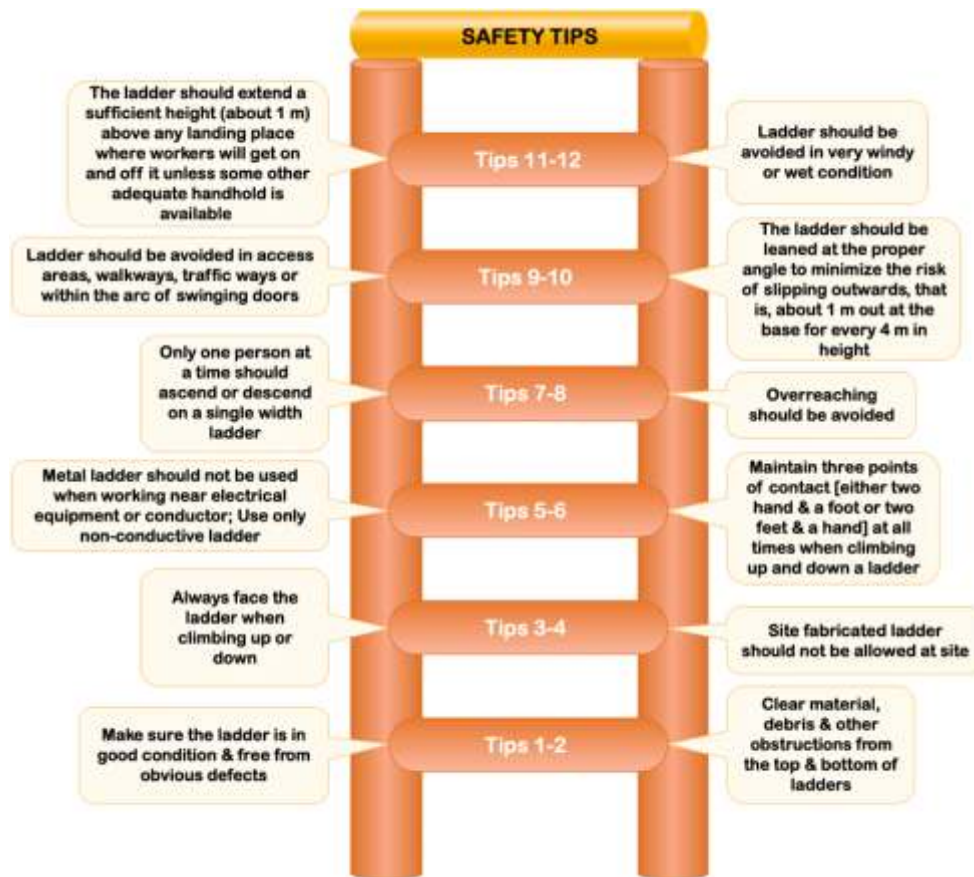 SAFETY TIPS
The ladder should extend a
sufficient height (about 1 m)
above any landing place
where workers will get on
and off it unless some other
adequate handhold is
available
Tips 11-12
Ladder should be
avoided in very windy
or wet condition
Ladder should be avoided in access
areas, walkways, traffic ways or
within the arc of swinging doors
Tips 9-10
The ladder should be
leaned at the proper
angle to minimize the risk
of slipping outwards, that
is, about 1 m out at the
base for every 4 m in
height
Only one person at
a time should
ascend or descend
on a single width
ladder
Tips 7-8
Overreaching
should be avoided
Metal ladder should not be used
when working near electrical
equipment or conductor; Use only
non-conductive ladder
Tips 5-6
Maintain three points
of contact [either two
hand & a foot or two
feet & a hand] at all
times when climbing
up and down a ladder
Always face the
ladder when
climbing up or
down
Tips 3-4
Site fabricated ladder
should not be allowed at site
Make sure the ladder is in
good condition & free from
obvious defects
Tips 1-2
Clear material,
debris & other
obstructions from
the top & bottom of
ladders